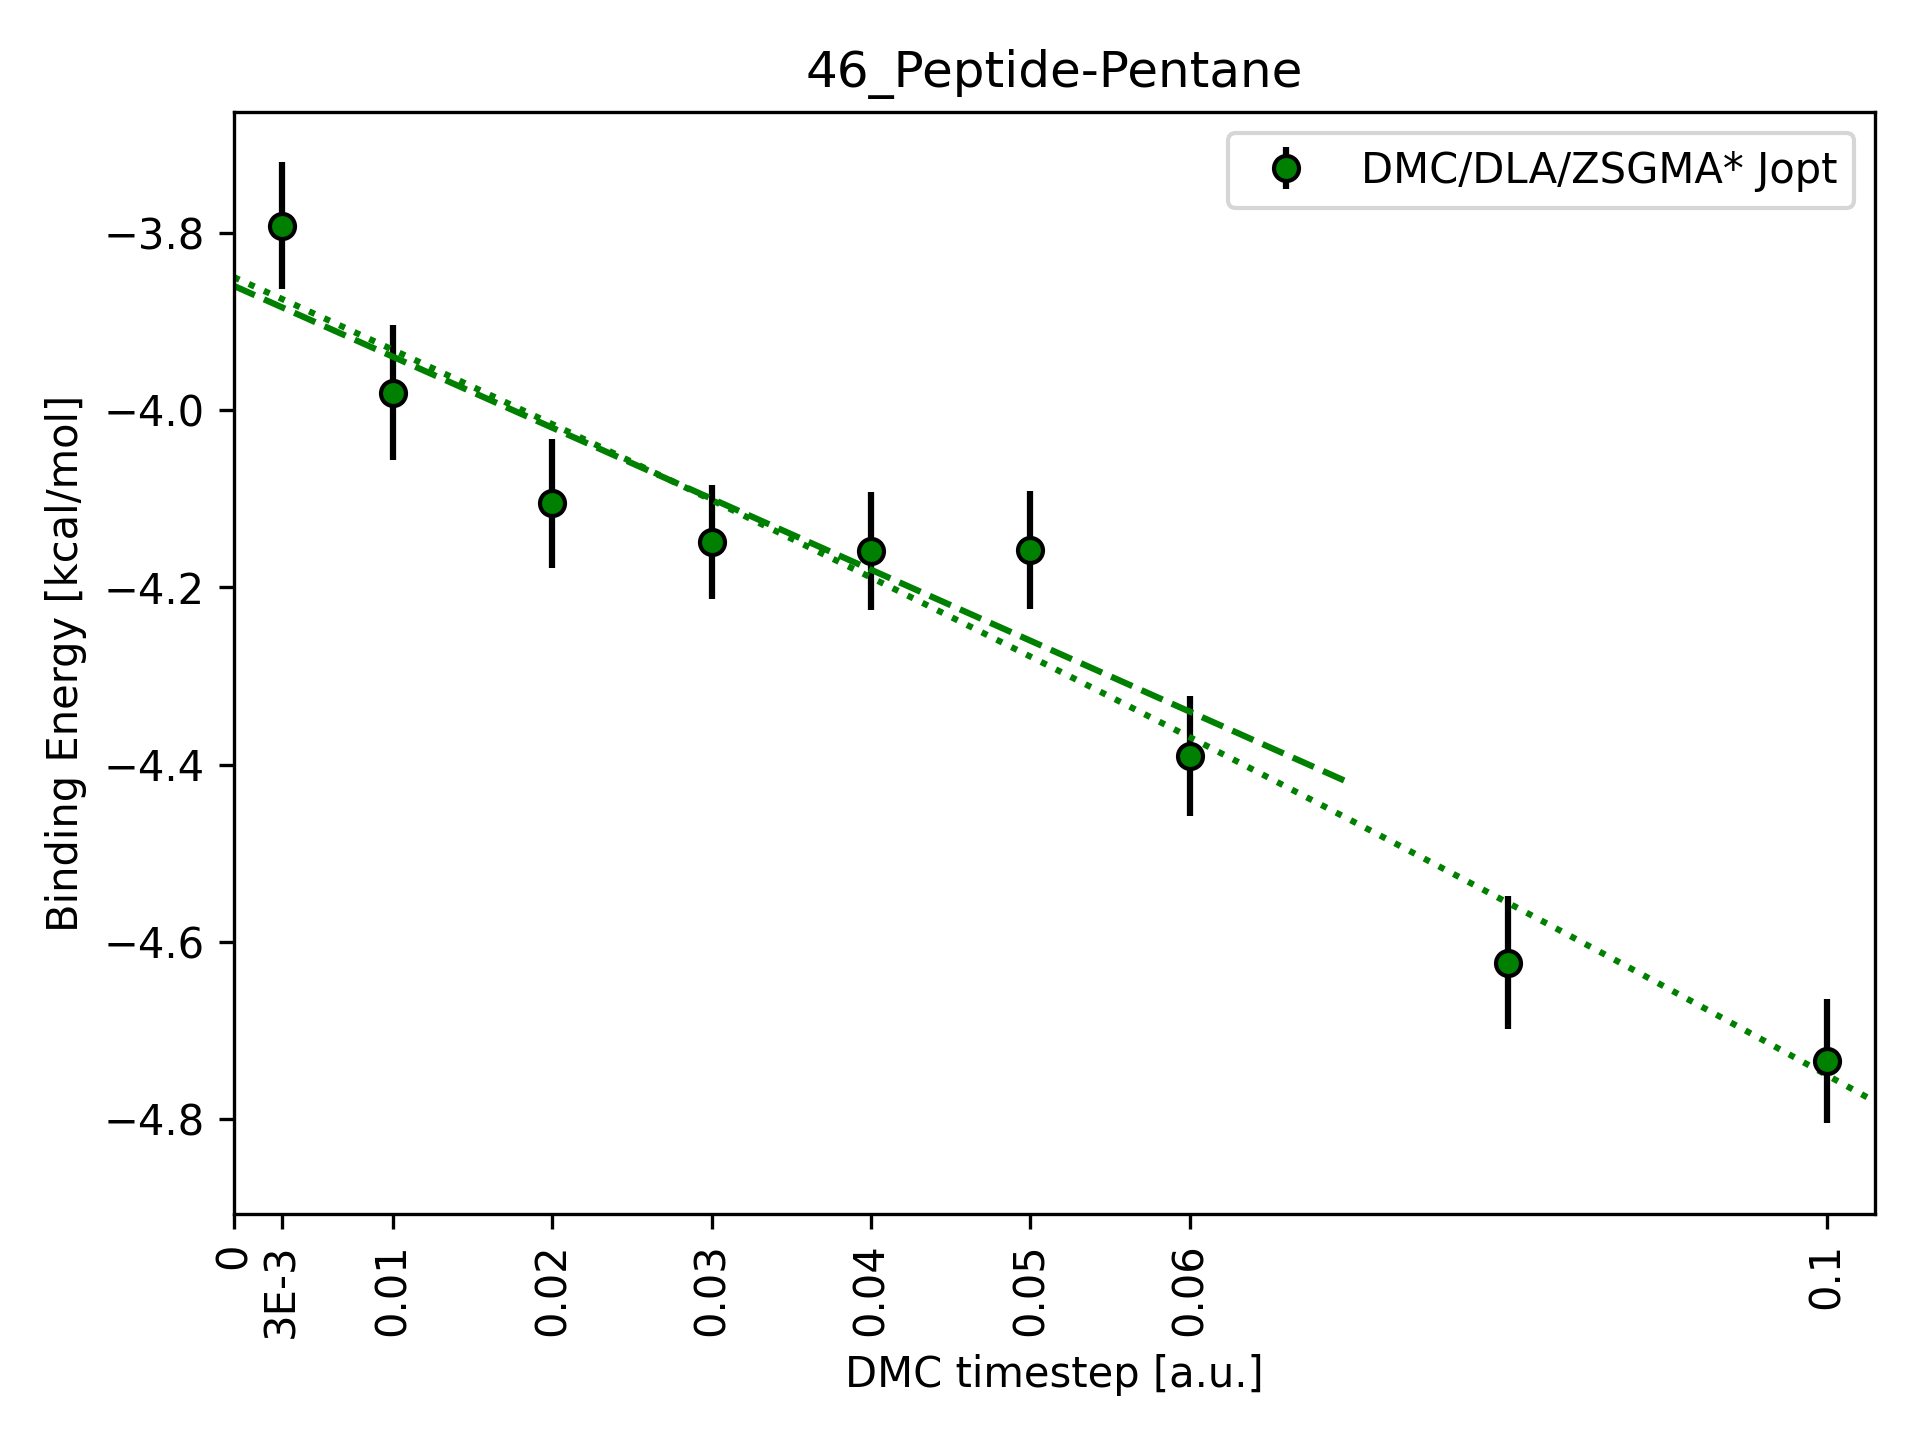 46_Peptide-Pentane
DMC/DLA/ZSGMA* Jopt
Binding Energy [kcal/mol]
−3.8
−4.0
−4.2
−4.4
−4.6
−4.8
0
3E-3
0.01
0.02
0.03
0.04
0.05
0.06
0.1
DMC timestep [a.u.]